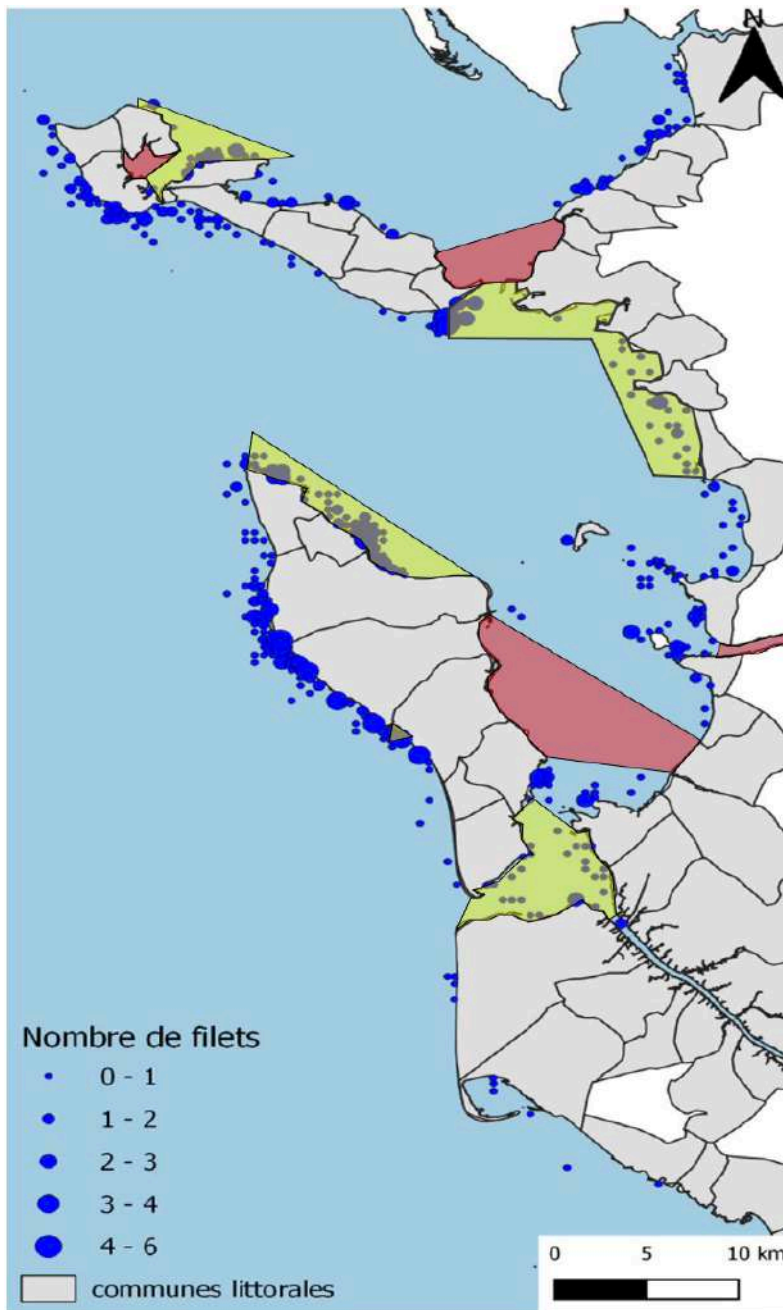 N
Nombre de filets
0 - 1
1 - 2
2 - 3
3 - 4
4 - 6
communes littorales
0 5 10 km